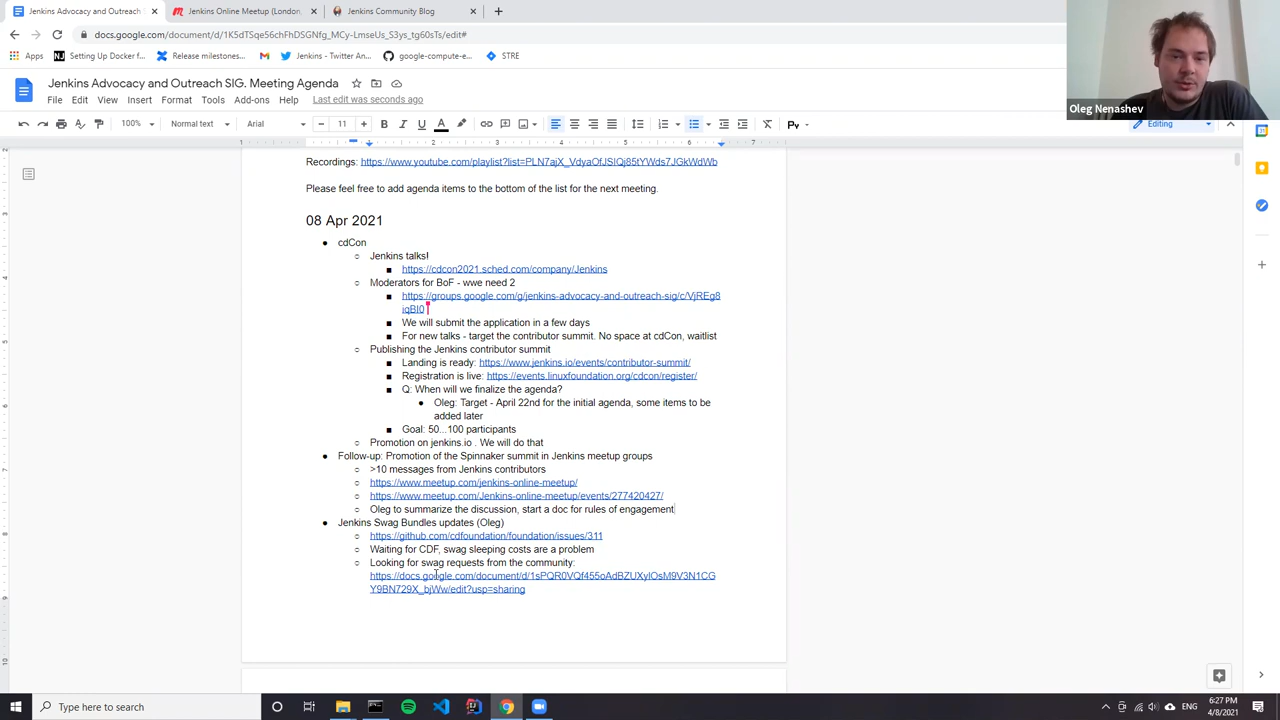 Jenkins Advocacy and Outreach S
Jenkins Online Meetup (London,
Jenkins Community Blog
docs.google.com/document/d/1K5dTSqe56chFhDSGNfg_MCy-LmseUs_S3ys_tg60sTs/edit#
Apps
Setting Up Docker f...
Release milestones...
Jenkins - Twitter An...
google-compute-e...
STRE
Oleg Nenashev
Jenkins Advocacy and Outreach SIG. Meeting Agenda
File Edit View Insert Format Tools Add-ons Help Last edit was seconds ago
100% Normal text Arial 11 Editing
Recordings: https://www.youtube.com/playlist?list=PLN7ajX_VdyaOfJSIQj85tYWds7JGkWdWb
Please feel free to add agenda items to the bottom of the list for the next meeting.
08 Apr 2021
● cdCon
○ Jenkins talks!
■ https://cdcon2021.sched.com/company/Jenkins
○ Moderators for BoF - wwe need 2
■ https://groups.google.com/g/jenkins-advocacy-and-outreach-sig/c/VjREg8
iqBI0
■ We will submit the application in a few days
■ For new talks - target the contributor summit. No space at cdCon, waitlist
○ Publishing the Jenkins contributor summit
■ Landing is ready: https://www.jenkins.io/events/contributor-summit/
■ Registration is live: https://events.linuxfoundation.org/cdcon/register/
■ Q: When will we finalize the agenda?
● Oleg: Target - April 22nd for the initial agenda, some items to be
added later
■ Goal: 50...100 participants
○ Promotion on jenkins.io . We will do that
● Follow-up: Promotion of the Spinnaker summit in Jenkins meetup groups
○ >10 messages from Jenkins contributors
○ https://www.meetup.com/jenkins-online-meetup/
○ https://www.meetup.com/Jenkins-online-meetup/events/277420427/
○ Oleg to summarize the discussion, start a doc for rules of engagement
● Jenkins Swag Bundles updates (Oleg)
○ https://github.com/cdfoundation/foundation/issues/311
○ Waiting for CDF, swag sleeping costs are a problem
○ Looking for swag requests from the community:
https://docs.google.com/document/d/1sPQR0VQf455oAdBZUXyIOsM9V3N1CG
Y9BN729X_bjWw/edit?usp=sharing
Type here to search
ENG
6:27 PM
4/8/2021